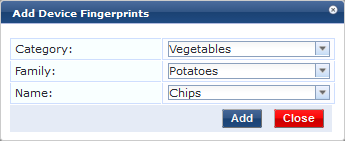 Add Device Fingerprints
Category: Vegetables
Family: Potatoes
Name: Chips
Add Close